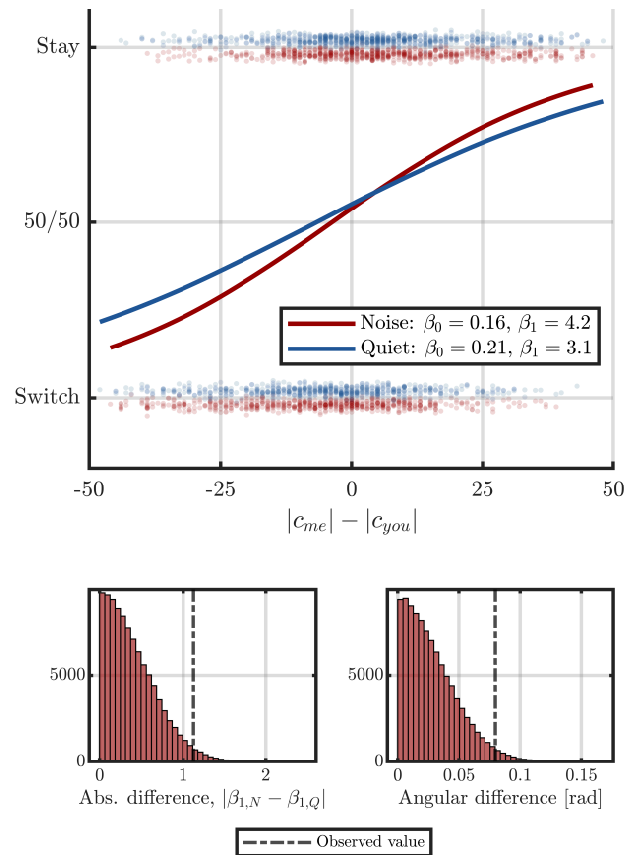 Stay
50/50
Switch
Noise: β₀ = 0.16, β₁ = 4.2
Quiet: β₀ = 0.21, β₁ = 3.1
-50 -25 0 25 50
|c_me| − |c_you|
5000
0
0 1 2
Abs. difference, |β₁,N − β₁,Q|
5000
0
0 0.05 0.1 0.15
Angular difference [rad]
Observed value